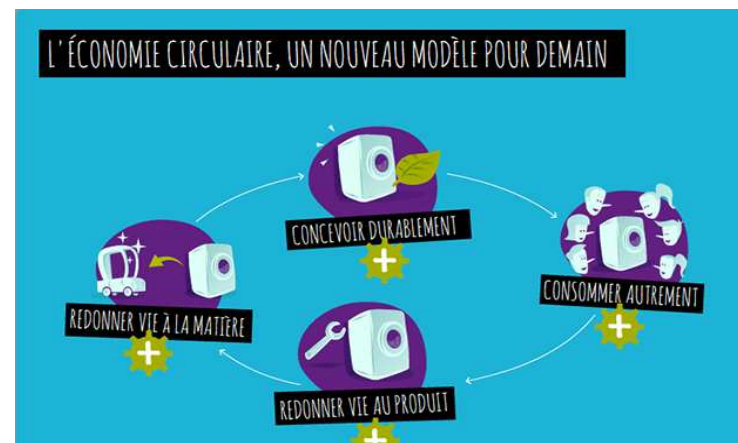 L'ÉCONOMIE CIRCULAIRE, UN NOUVEAU MODÈLE POUR DEMAIN
CONCEVOIR DURABLEMENT
CONSOMMER AUTREMENT
REDONNER VIE À LA MATIÈRE
REDONNER VIE AU PRODUIT